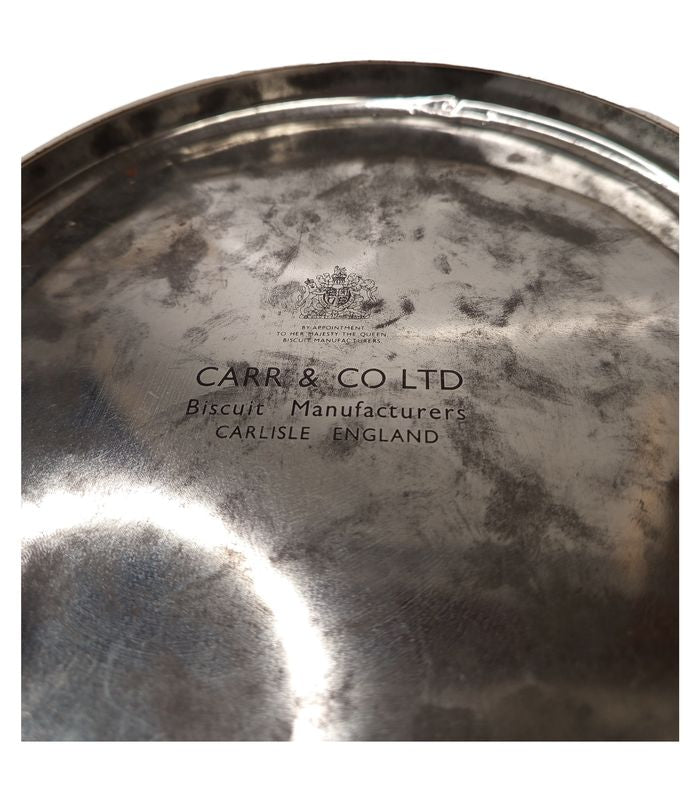 BY APPOINTMENT
TO HER MAJESTY THE QUEEN
BISCUIT MANUFACTURERS
CARR & CO LTD
Biscuit Manufacturers
CARLISLE ENGLAND